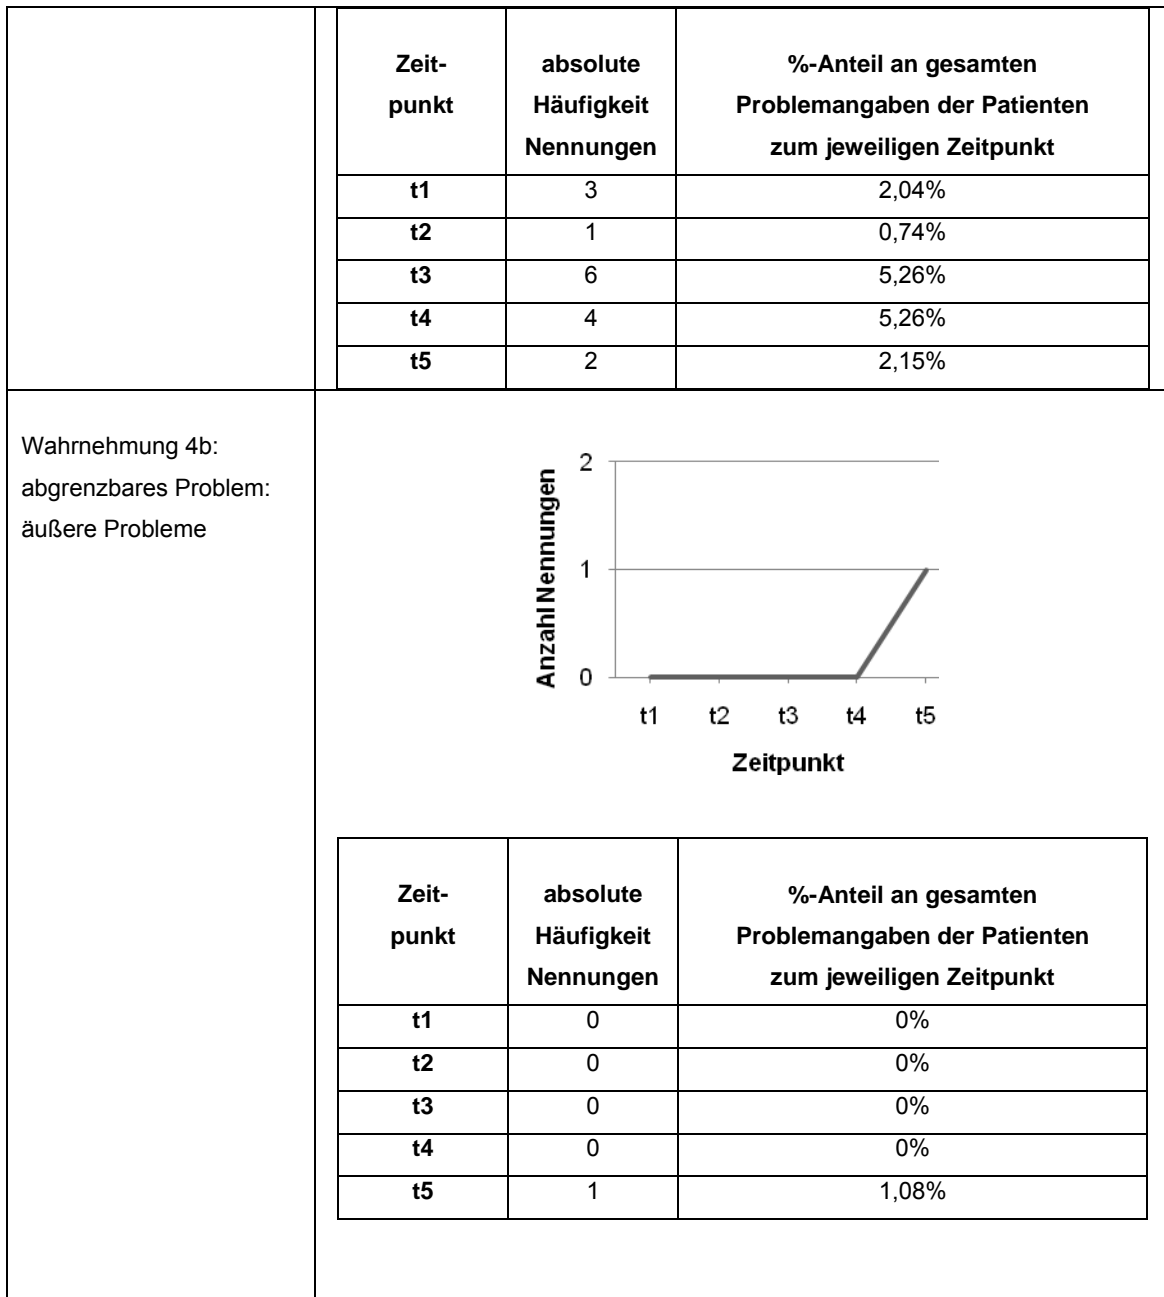 Zeit-
punkt
absolute
Häufigkeit
Nennungen
%-Anteil an gesamten
Problemangaben der Patienten
zum jeweiligen Zeitpunkt
t1 3 2,04%
t2 1 0,74%
t3 6 5,26%
t4 4 5,26%
t5 2 2,15%
Wahrnehmung 4b:
abgrenzbares Problem:
äußere Probleme
Anzahl Nennungen
2
1
0
t1 t2 t3 t4 t5
Zeitpunkt
Zeit-
punkt
absolute
Häufigkeit
Nennungen
%-Anteil an gesamten
Problemangaben der Patienten
zum jeweiligen Zeitpunkt
t1 0 0%
t2 0 0%
t3 0 0%
t4 0 0%
t5 1 1,08%